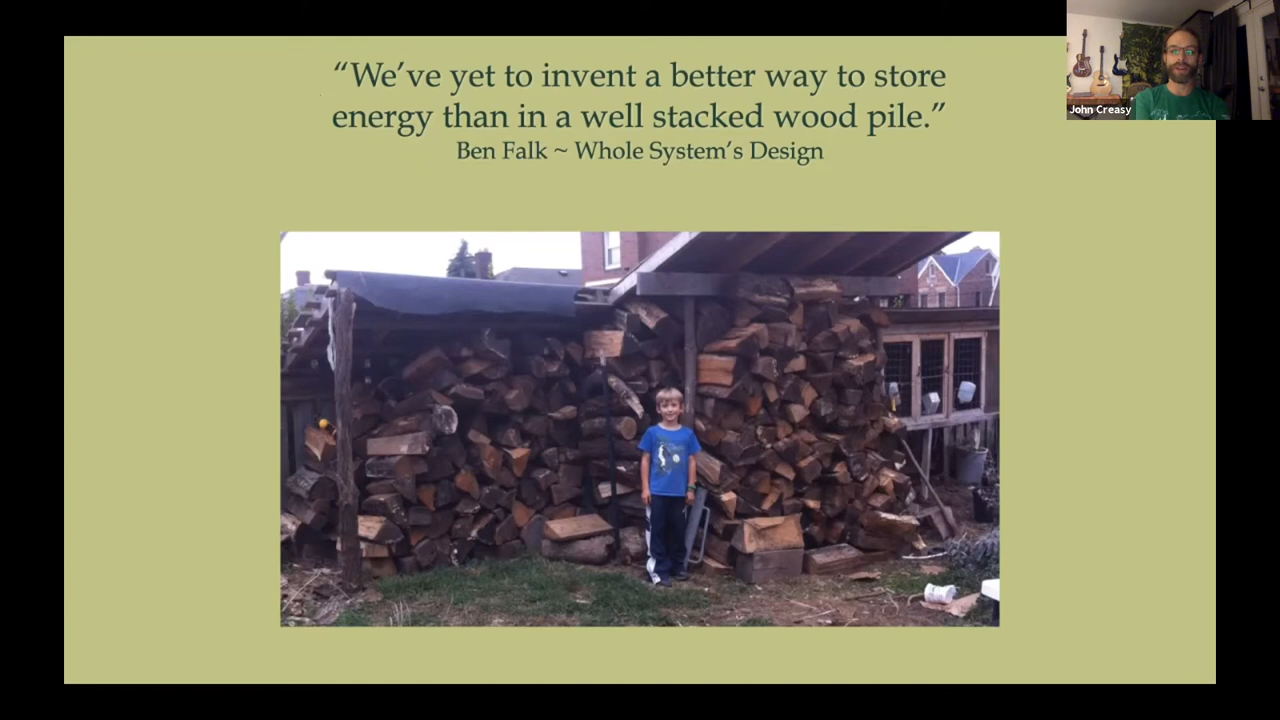 “We’ve yet to invent a better way to store
energy than in a well stacked wood pile.”
Ben Falk ~ Whole System’s Design
John Creasy